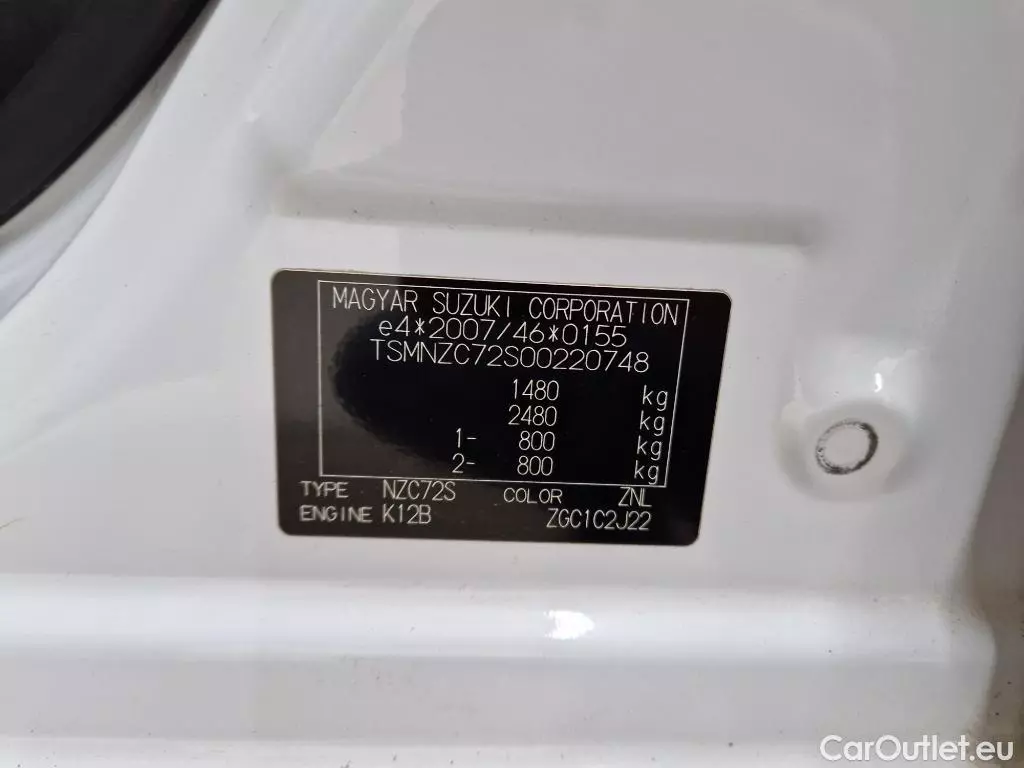 MAGYAR SUZUKI CORPORATION
e4*2007/46*0155
TSMNZC72S00220748
1480 kg
2480 kg
1- 800 kg
2- 800 kg
TYPE NZC72S COLOR ZNL
ENGINE K12B ZGC1C2J22
CarOutlet.eu